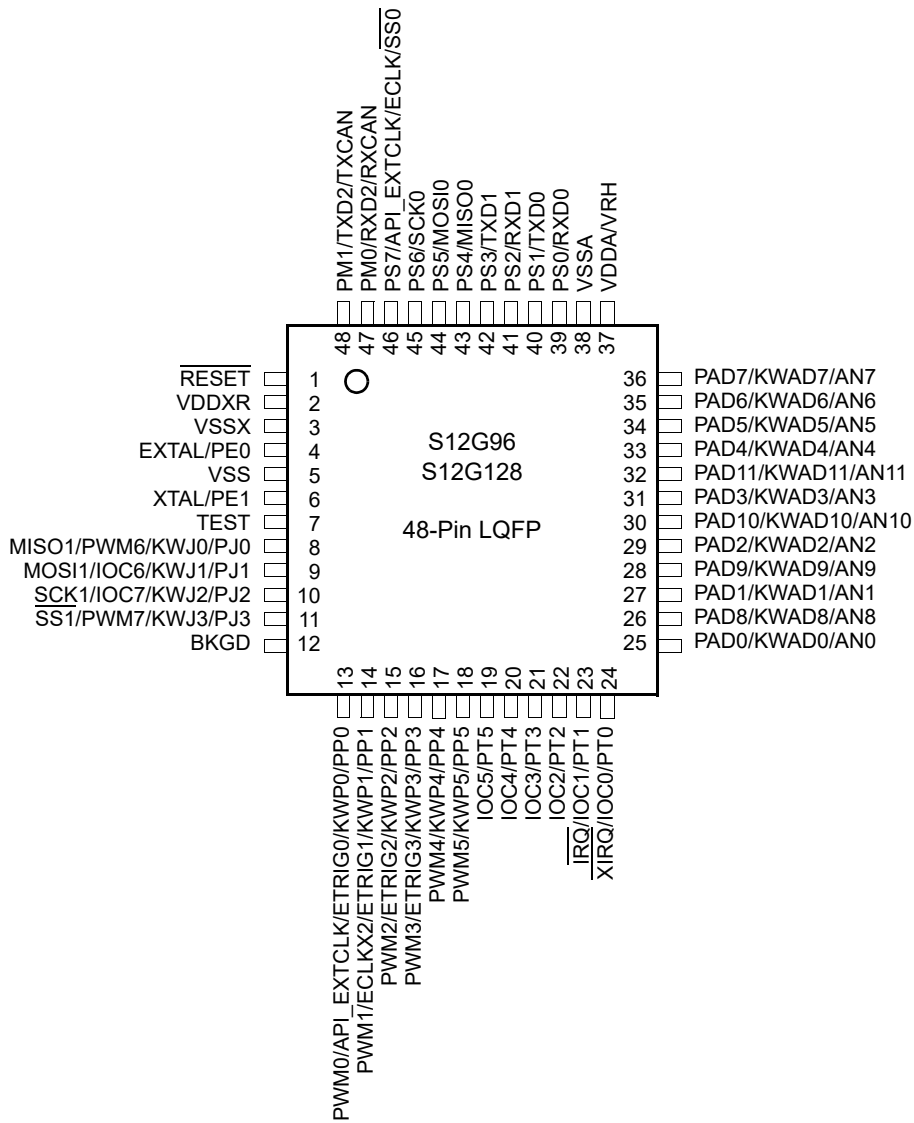 PM1/TXD2/TXCAN
PM0/RXD2/RXCAN
PS7/API_EXTCLK/ECLK/SS0
PS6/SCK0
PS5/MOSI0
PS4/MISO0
PS3/TXD1
PS2/RXD1
PS1/TXD0
PS0/RXD0
VSSA
VDDA/VRH
48
47
46
45
44
43
42
41
40
39
38
37
RESET 1
VDDXR 2
VSSX 3
EXTAL/PE0 4
VSS 5
XTAL/PE1 6
TEST 7
MISO1/PWM6/KWJ0/PJ0 8
MOSI1/IOC6/KWJ1/PJ1 9
SCK1/IOC7/KWJ2/PJ2 10
SS1/PWM7/KWJ3/PJ3 11
BKGD 12
S12G96
S12G128
48-Pin LQFP
36 PAD7/KWAD7/AN7
35 PAD6/KWAD6/AN6
34 PAD5/KWAD5/AN5
33 PAD4/KWAD4/AN4
32 PAD11/KWAD11/AN11
31 PAD3/KWAD3/AN3
30 PAD10/KWAD10/AN10
29 PAD2/KWAD2/AN2
28 PAD9/KWAD9/AN9
27 PAD1/KWAD1/AN1
26 PAD8/KWAD8/AN8
25 PAD0/KWAD0/AN0
13
14
15
16
17
18
19
20
21
22
23
24
PWM0/API_EXTCLK/ETRIG0/KWP0/PP0
PWM1/ECLKX2/ETRIG1/KWP1/PP1
PWM2/ETRIG2/KWP2/PP2
PWM3/ETRIG3/KWP3/PP3
PWM4/KWP4/PP4
PWM5/KWP5/PP5
IOC5/PT5
IOC4/PT4
IOC3/PT3
IOC2/PT2
IRQ/IOC1/PT1
XIRQ/IOC0/PT0